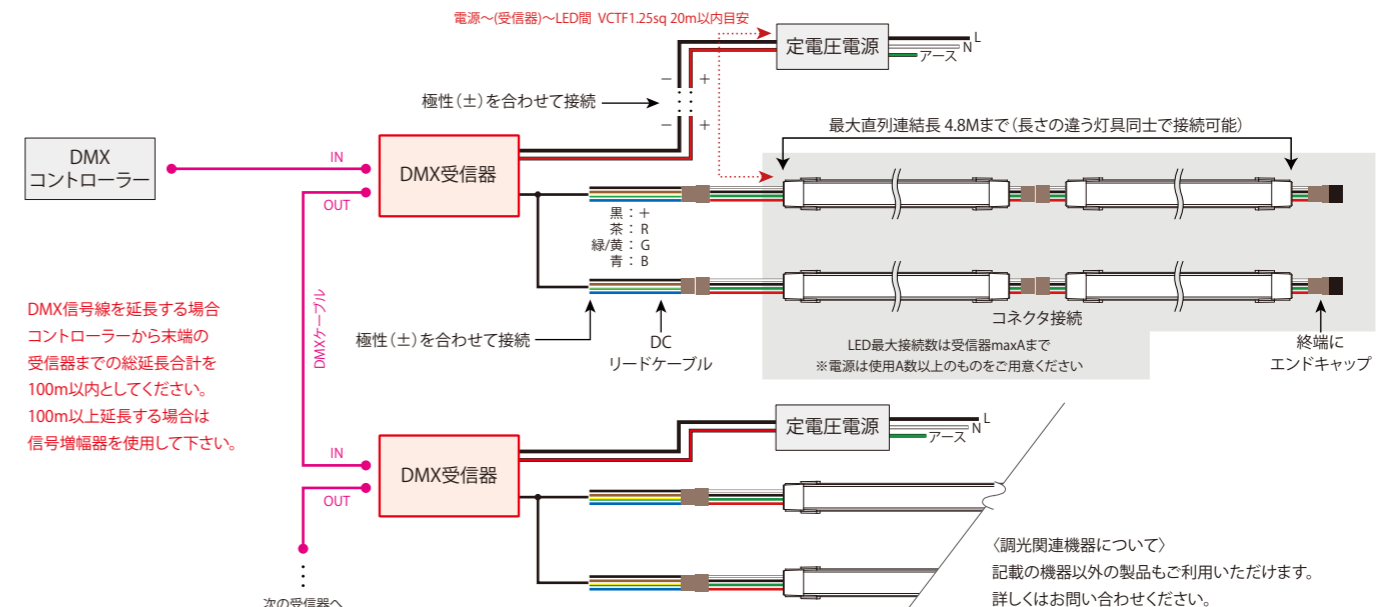 電源～(受信器)～LED間 VCTF1.25sq 20m以内目安
定電圧電源
L
N
アース
－ ＋
極性(±)を合わせて接続
－ ＋
最大直列連結長 4.8Mまで(長さの違う灯具同士で接続可能)
DMX
コントローラー
IN
OUT
DMX受信器
黒：＋
茶：R
緑/黄：G
青：B
DMXケーブル
DMX信号線を延長する場合
コントローラーから末端の
受信器までの総延長合計を
100m以内としてください。
100m以上延長する場合は
信号増幅器を使用して下さい。
極性(±)を合わせて接続
DC
リードケーブル
コネクタ接続
LED最大接続数は受信器maxAまで
※電源は使用A数以上のものをご用意ください
終端に
エンドキャップ
定電圧電源
L
N
アース
IN
OUT
DMX受信器
次の受信器へ
〈調光関連機器について〉
記載の機器以外の製品もご利用いただけます。
詳しくはお問い合わせください。